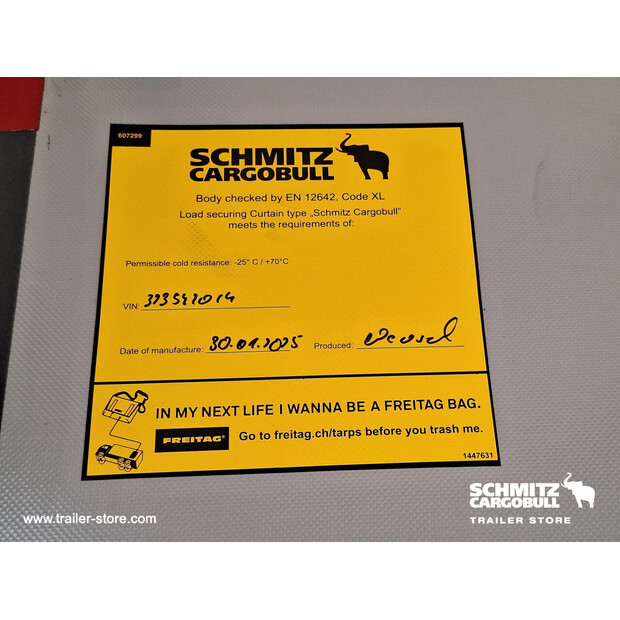 607299
SCHMITZ
CARGOBULL
Body checked by EN 12642, Code XL
Load securing Curtain type „Schmitz Cargobull"
meets the requirements of:
Permissible cold resistance: -25° C / +70°C
VIN:
Date of manufacture: 30.01.2025 Produced:
IN MY NEXT LIFE I WANNA BE A FREITAG BAG.
FREITAG® Go to freitag.ch/tarps before you trash me.
1447631
SCHMITZ
CARGOBULL
TRAILER STORE
www.trailer-store.com